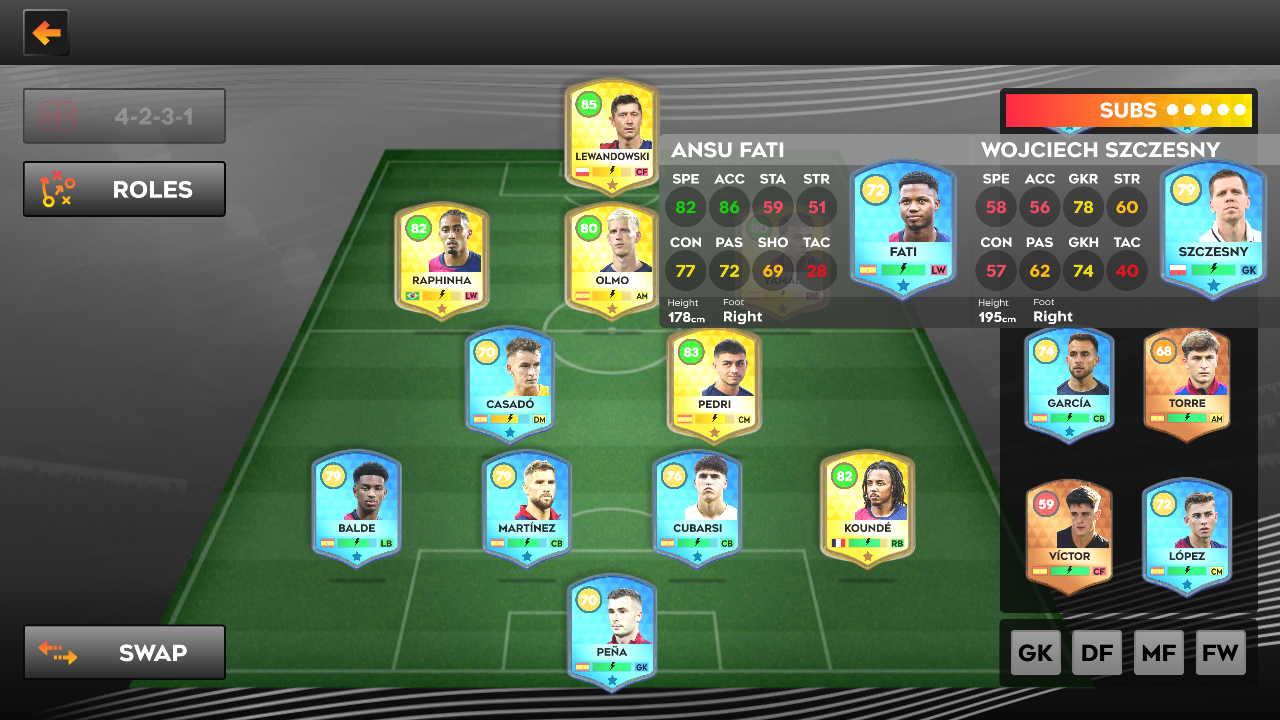 4-2-3-1
ROLES
SWAP
85
LEWANDOWSKI
CF
82
RAPHINHA
LW
80
OLMO
AM
70
CASADÓ
DM
83
PEDRI
CM
79
BALDE
LB
79
MARTÍNEZ
CB
76
CUBARSI
CB
82
KOUNDÉ
RB
70
PEÑA
GK
SUBS
ANSU FATI
SPE ACC STA STR
82 86 59 51
CON PAS SHO TAC
77 72 69 28
Height Foot
178cm Right
72
FATI
LW
WOJCIECH SZCZESNY
SPE ACC GKR STR
58 56 78 60
CON PAS GKH TAC
57 62 74 40
Height Foot
195cm Right
79
SZCZESNY
GK
80
YAMAL
RW
74
GARCÍA
CB
68
TORRE
AM
59
VÍCTOR
CF
72
LÓPEZ
CM
GK DF MF FW